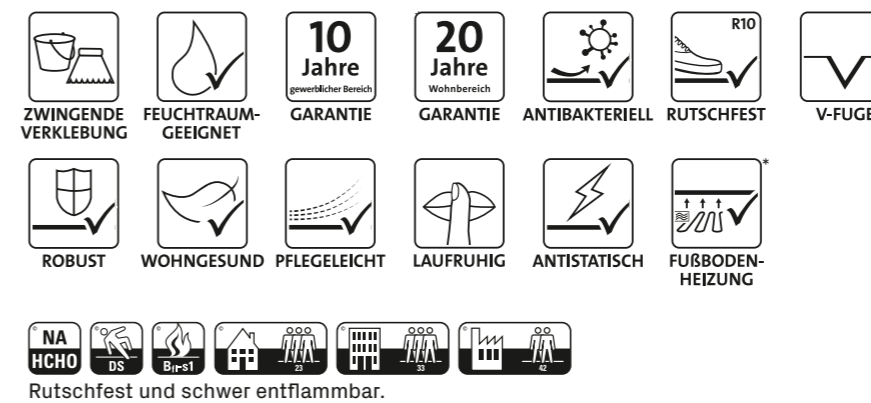 10
Jahre
gewerblicher Bereich
20
Jahre
Wohnbereich
R10
ZWINGENDE
VERKLEBUNG
FEUCHTRAUM-
GEEIGNET
GARANTIE
GARANTIE
ANTIBAKTERIELL
RUTSCHFEST
V-FUGE
*
ROBUST
WOHNGESUND
PFLEGELEICHT
LAUFRUHIG
ANTISTATISCH
FUßBODEN-
HEIZUNG
© NA
HCHO
© DS
© Bfl-s1
© 23
© 33
© 42
Rutschfest und schwer entflammbar.